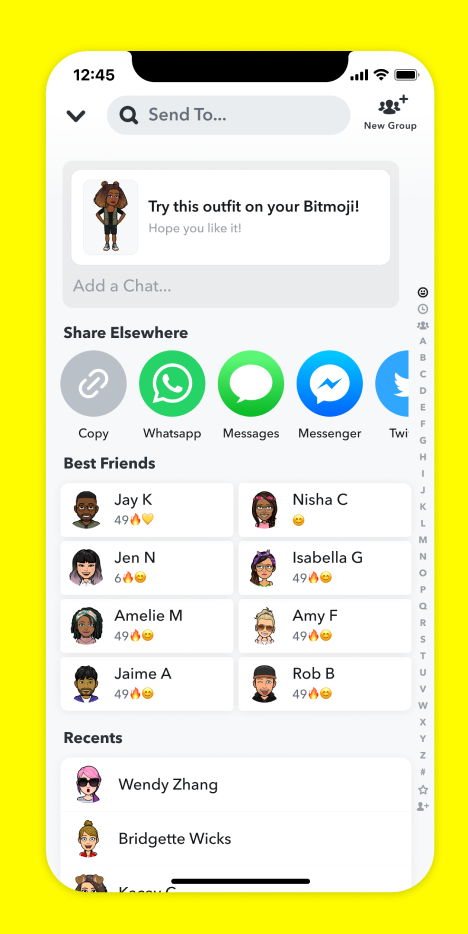 12:45
Send To...
New Group
Try this outfit on your Bitmoji!
Hope you like it!
Add a Chat...
Share Elsewhere
Copy
Whatsapp
Messages
Messenger
Twi
Best Friends
Jay K
49🔥💛
Nisha C
😊
Jen N
6🔥😊
Isabella G
49🔥😊
Amelie M
49🔥😊
Amy F
49🔥😊
Jaime A
49🔥😊
Rob B
49🔥😊
Recents
Wendy Zhang
Bridgette Wicks
Kacey C
A
B
C
D
E
F
G
H
I
J
K
L
M
N
O
P
Q
R
S
T
U
V
W
X
Y
Z
#